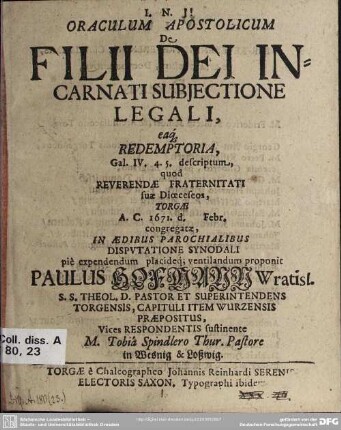 I. N. J!
ORACULUM APOSTOLICUM
De
FILII DEI IN=
CARNATI SUBJECTIONE
LEGALI,
eaq;
REDEMPTORIA,
Gal. IV. 4. 5. descriptum,
quod
REVERENDÆ FRATERNITATI
suæ Diœceseos,
TORGÆ
A. C. 1671. d. Febr.
congregatæ,
IN ÆDIBUS PAROCHIALIBUS
DISPUTATIONE SYNODALI
piè expendendum placideq; ventilandum proponit
PAULUS HOFMANN Wratisl.
S. S. THEOL. D. PASTOR ET SUPERINTENDENS
TORGENSIS, CAPITULI ITEM WURZENSIS
PRÆPOSITUS,
Vices RESPONDENTIS sustinente
M. Tobiâ Spindlero Thur. Pastore
in Wesnig & Loßwig.
TORGÆ è Chalcographeo Johannis Reinhardi SERENIS.
ELECTORIS SAXON. Typographi ibidem
Coll. diss. A
80, 23